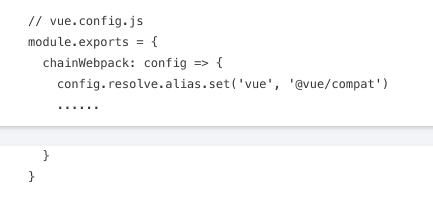 // vue.config.js
module.exports = {
  chainWebpack: config => {
    config.resolve.alias.set('vue', '@vue/compat')
    ......
  }
}